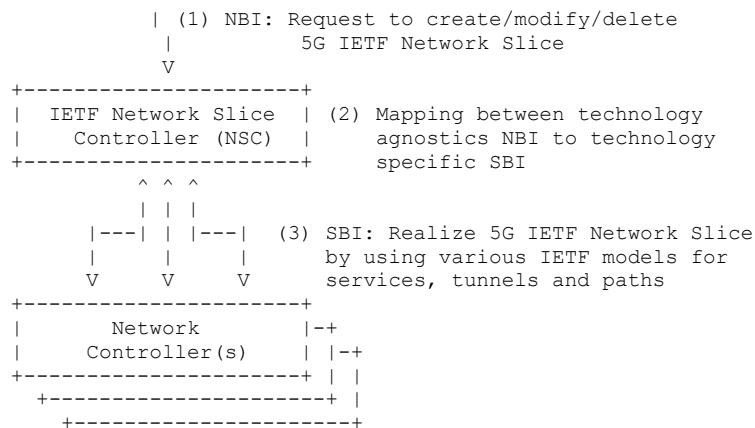 (1) NBI: Request to create/modify/delete
5G IETF Network Slice
IETF Network Slice
Controller (NSC)
(2) Mapping between technology
agnostics NBI to technology
specific SBI
(3) SBI: Realize 5G IETF Network Slice
by using various IETF models for
services, tunnels and paths
Network
Controller(s)